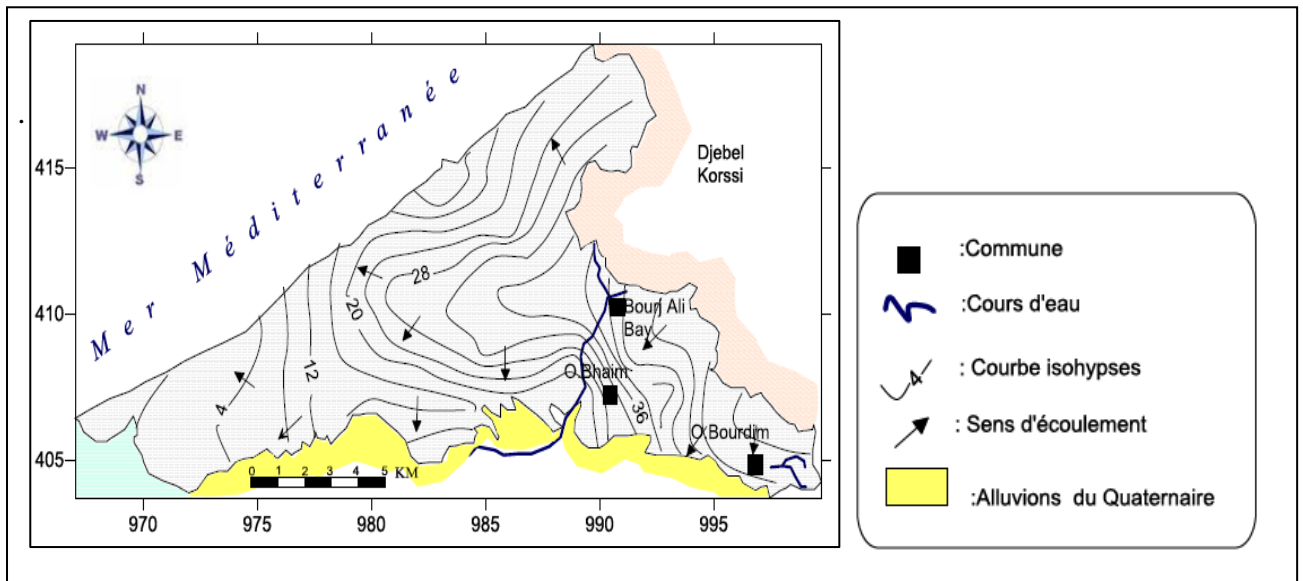 Mer Méditerranée
N
W E
S
Djebel
Korssi
415
410
405
28
20
12
4
36
Bourj Ali
Bay
O.Bhaim
O.Bourdim
0 1 2 3 4 5 KM
970 975 980 985 990 995
:Commune
:Cours d'eau
4 : Courbe isohypses
: Sens d'écoulement
:Alluvions du Quaternaire